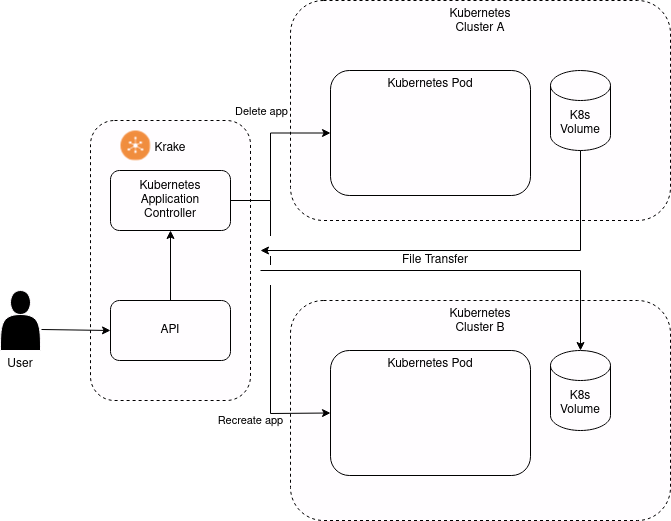 Kubernetes
Cluster A
Kubernetes Pod
K8s
Volume
Delete app
Krake
Kubernetes
Application
Controller
File Transfer
API
User
Kubernetes
Cluster B
Kubernetes Pod
K8s
Volume
Recreate app